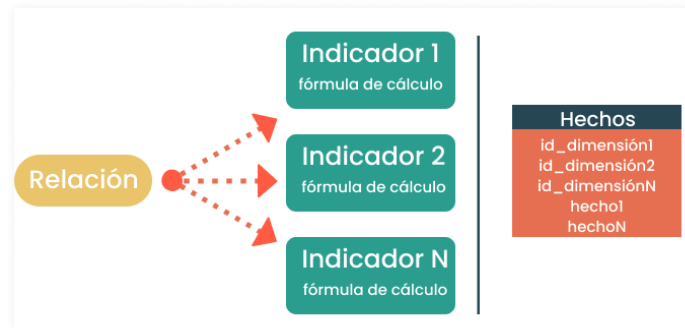 Relación
Indicador 1
fórmula de cálculo
Indicador 2
fórmula de cálculo
Indicador N
fórmula de cálculo
Hechos
id_dimensión1
id_dimensión2
id_dimensiónN
hecho1
hechoN